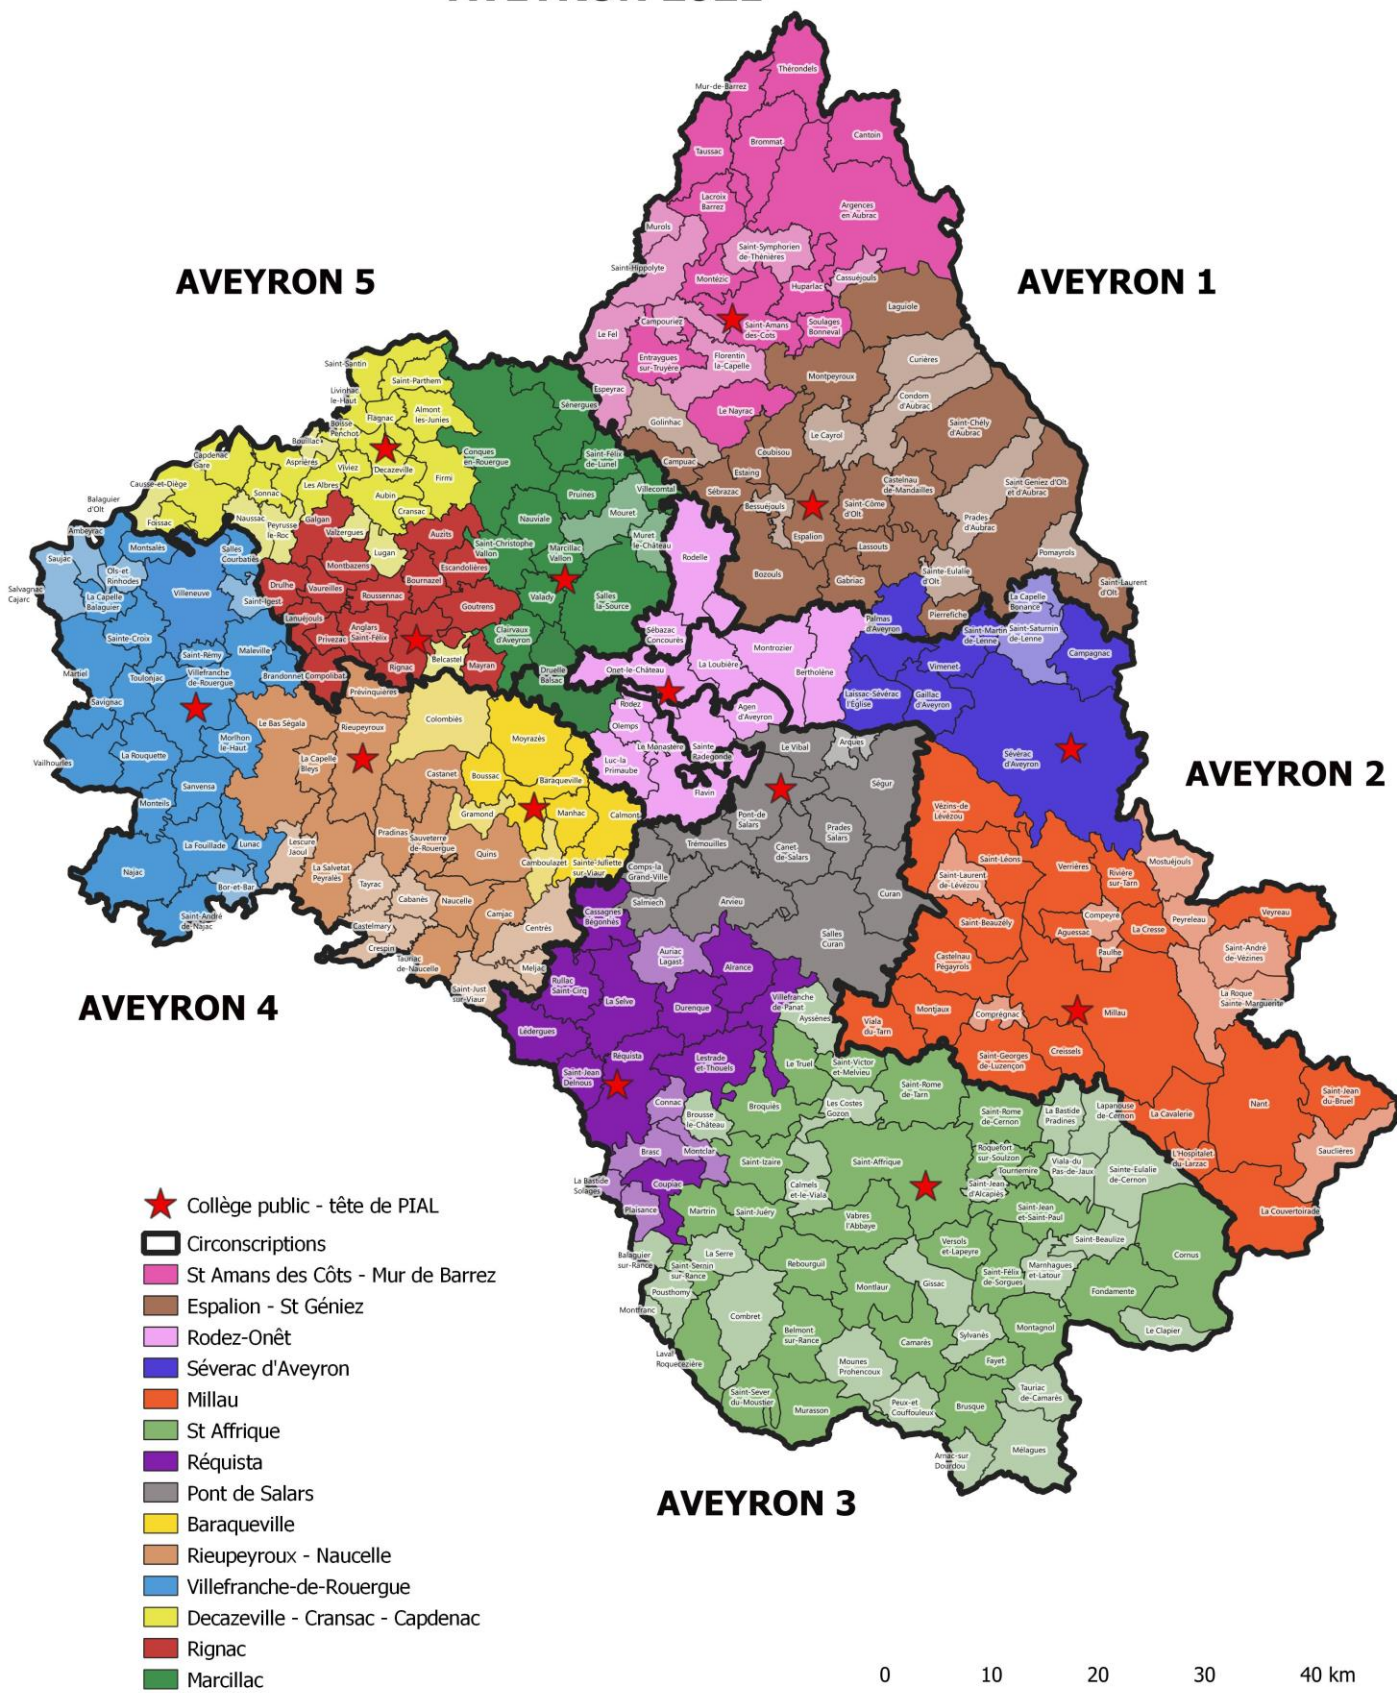 Thérondels
Mur-de-Barrez
Cantoin
Brommat
Taussac
Lacroix
Barrez
Argences
en Aubrac
Murols
Saint-Symphorien
de-Thénières
Saint-Hippolyte
Cassuéjouls
Montézic
Huparlac
AVEYRON 5
AVEYRON 1
Laguiole
Campouriez
Saint-Amans
des-Cots
Soulages
Bonneval
Le Fel
Entraygues
sur-Truyère
Florentin
la-Capelle
Curières
Saint-Santin
Saint-Parthem
Montpeyroux
Livinhac
le-Haut
Espeyrac
Condom
d'Aubrac
Almont
les-Junies
Sénergues
Le Nayrac
Flagnac
Boisse
Penchot
Golinhac
Le Cayrol
Saint-Chély
d'Aubrac
Bouillac
Capdenac
Gare
Conques
en-Rouergue
Saint-Félix
de-Lunel
Campuac
Coubisou
Asprières
Viviez
Decazeville
Estaing
Causse-et-Diège
Les Albres
Firmi
Villecomtal
Sébrazac
Castelnau
de-Mandailles
Saint Geniez d'Olt
et d'Aubrac
Sonnac
Aubin
Pruines
Balaguier
d'Olt
Bessuéjouls
Saint-Côme
d'Olt
Cransac
Mouret
Foissac
Naussac
Galgan
Nauviale
Prades
d'Aubrac
Ambeyrac
Peyrusse
le-Roc
Valzergues
Auzits
Muret
le-Château
Espalion
Montsalès
Salles
Courbatiès
Lugan
Saint-Christophe
Vallon
Marcillac
Vallon
Lassouts
Pomayrols
Saujac
Rodelle
Ols-et
Rinhodes
Montbazens
Escandolières
Bozouls
Gabriac
Sainte-Eulalie
d'Olt
Saint-Laurent
d'Olt
Salvagnac
Cajarc
La Capelle
Balaguier
Villeneuve
Drulhe
Vaureilles
Bournazel
Valady
Salles
la-Source
La Capelle
Bonance
Saint-Igest
Roussennac
Goutrens
Pierrefiche
Lanuéjouls
Palmas
d'Aveyron
Saint-Martin
de-Lenne
Saint-Saturnin
de-Lenne
Sainte-Croix
Anglars
Saint-Félix
Clairvaux
d'Aveyron
Sébazac
Concourès
Privezac
Montrozier
Saint-Rémy
Maleville
Belcastel
La Loubière
Campagnac
Martiel
Toulonjac
Villefranche
de-Rouergue
Brandonnet
Compolibat
Rignac
Mayran
Druelle
Balsac
Onet-le-Château
Bertholène
Vimenet
Prévinquières
Savignac
Rodez
Agen
d'Aveyron
Laissac-Sévérac
l'Église
Gaillac
d'Aveyron
Le Bas Ségala
Rieupeyroux
Colombiès
Olemps
Moyrazès
Morlhon
le-Haut
La Rouquette
Le Monastère
Sainte
Radegonde
Le Vibal
Arques
Sévérac
d'Aveyron
Vailhourles
La Capelle
Bleys
Luc-la
Primaube
AVEYRON 2
Castanet
Boussac
Baraqueville
Ségur
Sanvensa
Flavin
Monteils
Gramond
Manhac
Calmont
Pont-de
Salars
Vézins-de
Lévézou
Pradinas
Sauveterre
de-Rouergue
Prades
Salars
La Fouillade
Lunac
Lescure
Jaoul
Trémouilles
Canet
de-Salars
Saint-Léons
Verrières
Mostuéjouls
Quins
Najac
La Salvetat
Peyralès
Camboulazet
Sainte-Juliette
sur-Viaur
Comps-la
Grand-Ville
Saint-Laurent
de-Lévézou
Rivière
sur-Tarn
Bor-et-Bar
Tayrac
Curan
Cabanès
Naucelle
Salmiech
Arvieu
Compeyre
Veyreau
Saint-André
de-Najac
Camjac
Cassagnes
Bégonhès
Saint-Beauzély
Aguessac
La Cresse
Peyreleau
Castelmary
Centrès
Salles
Curan
Crespin
Auriac
Lagast
Paulhe
Saint-André
de-Vézines
Tauriac
de-Naucelle
Meljac
Castelnau
Pégayrols
Rullac
Saint-Cirq
Alrance
Saint-Just
sur-Viaur
La Selve
Villefranche
de-Panat
La Roque
Sainte-Marguerite
AVEYRON 4
Durenque
Ayssènes
Montjaux
Comprégnac
Millau
Viala
du-Tarn
Lédergues
Réquista
Lestrade
et-Thouels
Le Truel
Saint-Victor
et-Melvieu
Saint-Georges
de-Luzençon
Creissels
Saint-Jean
Delnous
Saint-Rome
de-Tarn
Saint-Jean
du-Bruel
Connac
Broquiès
Les Costes
Gozon
Saint-Rome
de-Cernon
La Bastide
Pradines
Lapanouse
de-Cernon
La Cavalerie
Nant
Brousse
le-Château
Brasc
Montclar
Roquefort
sur-Soulzon
Sauclières
Saint-Izaire
Saint-Affrique
Tournemire
Viala-du
Pas-de-Jaux
L'Hospitalet
du-Larzac
Sainte-Eulalie
de-Cernon
La Bastide
Solages
Coupiac
Calmels
et-le-Viala
Saint-Jean
d'Alcapiès
Plaisance
Martrin
Saint-Juéry
Saint-Jean
et-Saint-Paul
La Couvertoirade
Vabres
l'Abbaye
Saint-Beaulize
Versols
et-Lapeyre
Balaguier
sur-Rance
La Serre
Saint-Sernin
sur-Rance
Rebourguil
Cornus
Marnhagues
et-Latour
Pousthomy
Montlaur
Gissac
Saint-Félix
de-Sorgues
Fondamente
Montfranc
Combret
Belmont
sur-Rance
Camarès
Sylvanès
Montagnol
Le Clapier
Laval
Roquecezière
Mounes
Prohencoux
Fayet
Saint-Sever
du-Moustier
Murasson
Peux-et
Couffouleux
Brusque
Tauriac
de-Camarès
Arnac-sur
Dourdou
Mélagues
AVEYRON 3
Collège public - tête de PIAL
Circonscriptions
St Amans des Côts - Mur de Barrez
Espalion - St Géniez
Rodez-Onêt
Séverac d'Aveyron
Millau
St Affrique
Réquista
Pont de Salars
Baraqueville
Rieupeyroux - Naucelle
Villefranche-de-Rouergue
Decazeville - Cransac - Capdenac
Rignac
Marcillac
0 10 20 30 40 km